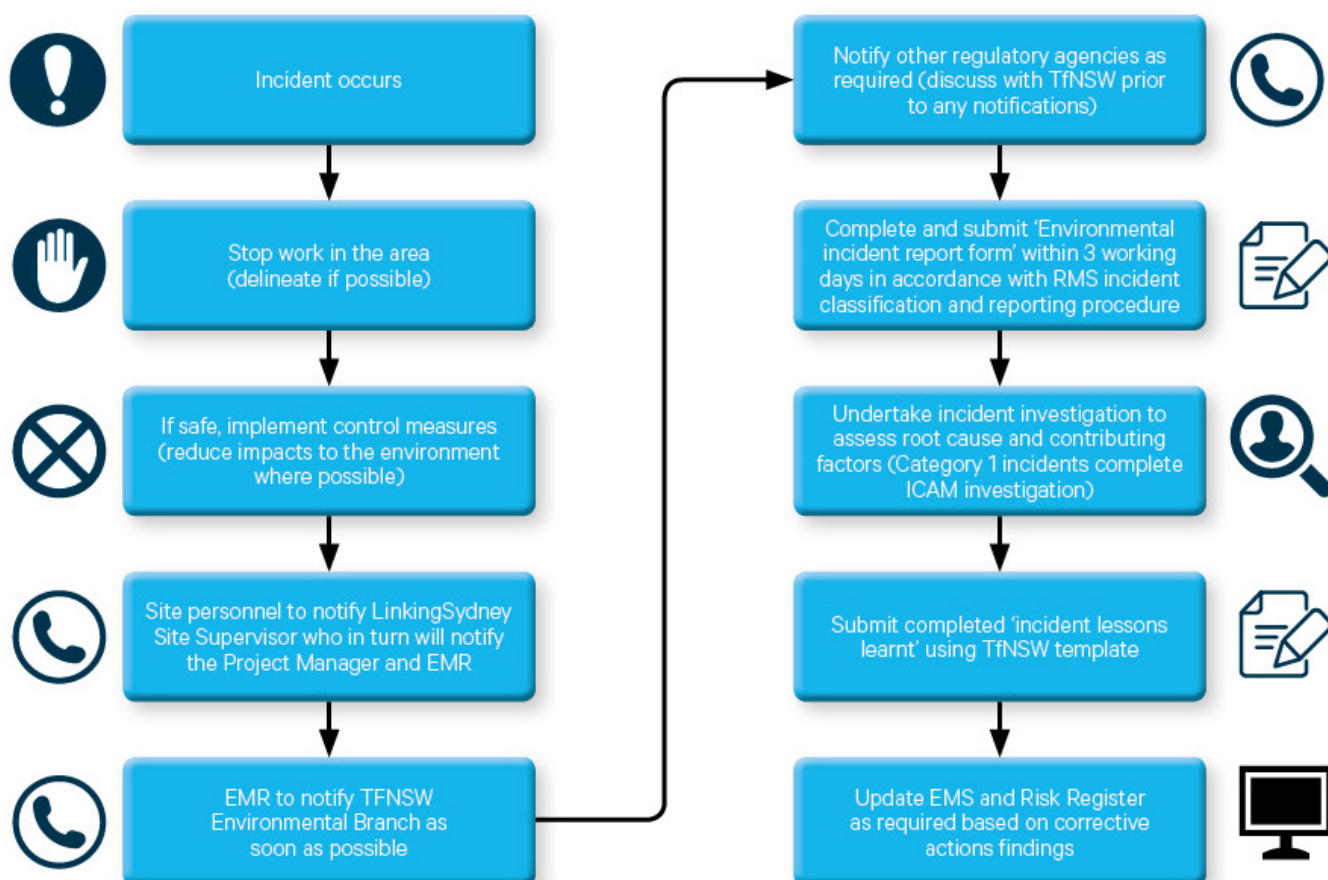 Incident occurs
Stop work in the area
(delineate if possible)
If safe, implement control measures
(reduce impacts to the environment
where possible)
Site personnel to notify LinkingSydney
Site Supervisor who in turn will notify
the Project Manager and EMR
EMR to notify TFNSW
Environmental Branch as
soon as possible
Notify other regulatory agencies as
required (discuss with TfNSW prior
to any notifications)
Complete and submit ‘Environmental
incident report form’ within 3 working
days in accordance with RMS incident
classification and reporting procedure
Undertake incident investigation to
assess root cause and contributing
factors (Category 1 incidents complete
ICAM investigation)
Submit completed ‘incident lessons
learnt’ using TfNSW template
Update EMS and Risk Register
as required based on corrective
actions findings